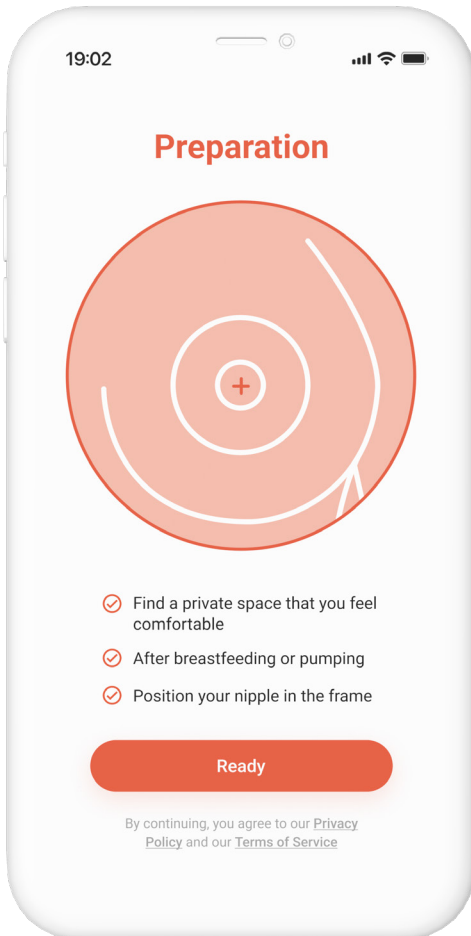 19:02
Preparation
Find a private space that you feel
comfortable
After breastfeeding or pumping
Position your nipple in the frame
Ready
By continuing, you agree to our Privacy
Policy and our Terms of Service